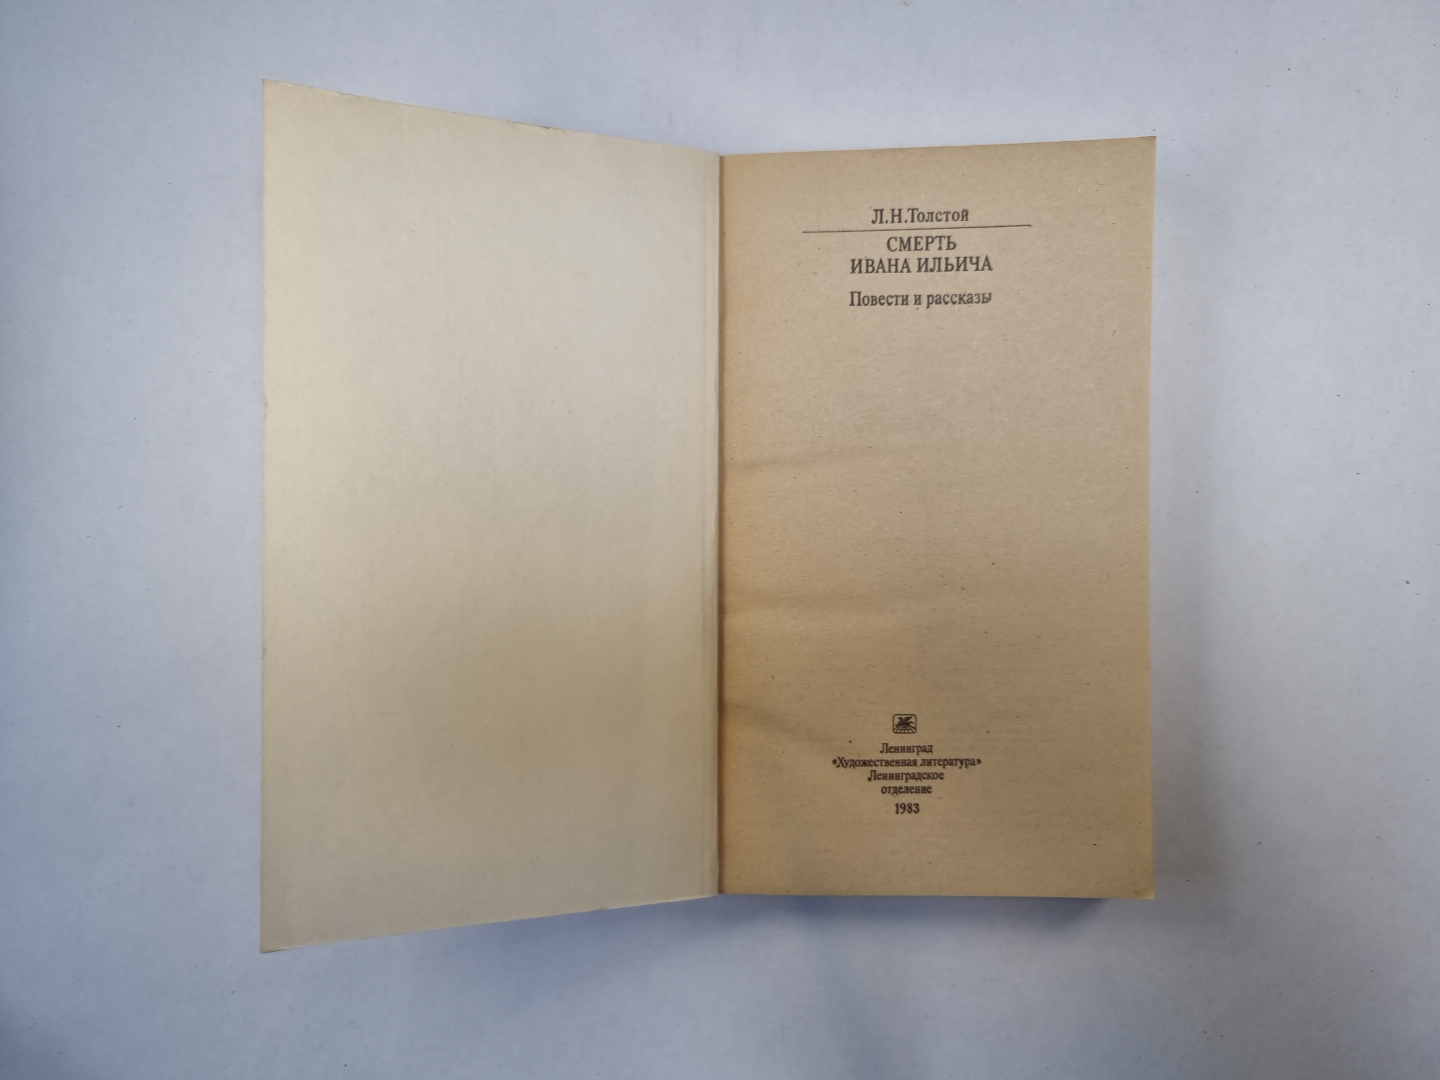 Л.Н.Толстой
СМЕРТЬ
ИВАНА ИЛЬИЧА
Повести и рассказы
Ленинград
«Художественная литература»
Ленинградское
отделение
1983